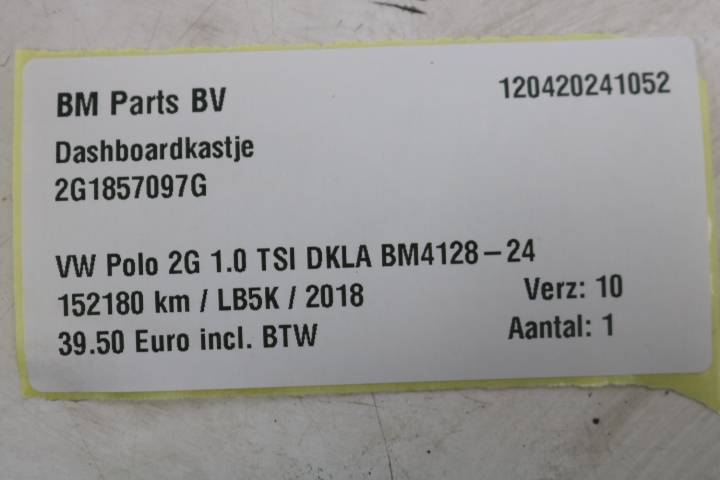 BM Parts BV 120420241052
Dashboardkastje
2G1857097G
VW Polo 2G 1.0 TSI DKLA BM4128-24
152180 km / LB5K / 2018 Verz: 10
39.50 Euro incl. BTW Aantal: 1